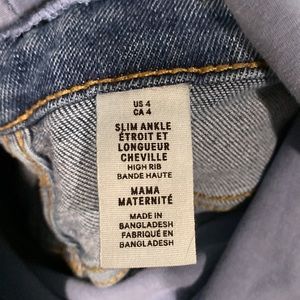 US 4
CA 4
SLIM ANKLE
ÉTROIT ET
LONGUEUR
CHEVILLE
HIGH RIB
BANDE HAUTE
MAMA
MATERNITÉ
MADE IN
BANGLADESH
FABRIQUÉ EN
BANGLADESH